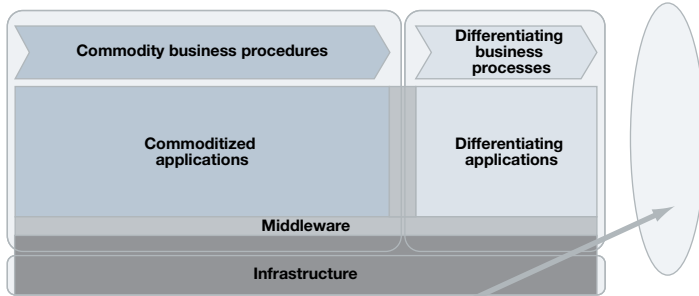 Commodity business procedures
Differentiating
business
processes
Commoditized
applications
Differentiating
applications
Middleware
Infrastructure